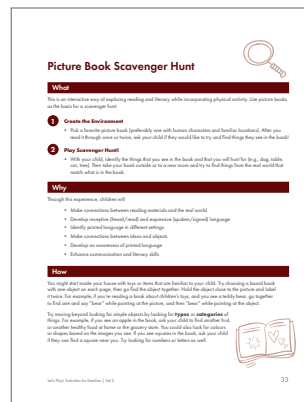 Picture Book Scavenger Hunt
What
This is an interactive way of exploring reading and literacy while incorporating physical activity. Use picture books
as the basis for a scavenger hunt.
1 Create the Environment
• Pick a favorite picture book (preferably one with human characters and familiar locations). After you
read it through once or twice, ask your child if they would like to try and find things they see in the book!
2 Play Scavenger Hunt!
• With your child, identify the things that you see in the book and that you will hunt for (e.g., dog, table,
car, tree). Then take your book outside or to a new room and try to find things from the real world that
match what is in the book.
Why
Through this experience, children will
• Make connections between reading materials and the real world
• Develop receptive (heard/read) and expressive (spoken/signed) language
• Identify printed language in different settings
• Make connections between ideas and objects
• Develop an awareness of printed language
• Enhance communication and literacy skills
How
You might start inside your house with toys or items that are familiar to your child. Try choosing a board book
with one object on each page, then go find the object together. Hold the object close to the picture and label
it twice. For example, if you're reading a book about children's toys, and you see a teddy bear, go together
to find one and say "bear" while pointing at the picture, and then "bear" while pointing at the object.
Try moving beyond looking for simple objects by looking for types or categories of
things. For example, if you see an apple in the book, ask your child to find another fruit,
or another healthy food at home or the grocery store. You could also look for colours
or shapes based on the images you see. If you see squares in the book, ask your child
if they can find a square near you. Try looking for numbers or letters as well.
Let's Play! Activities for Families | Set 2
33